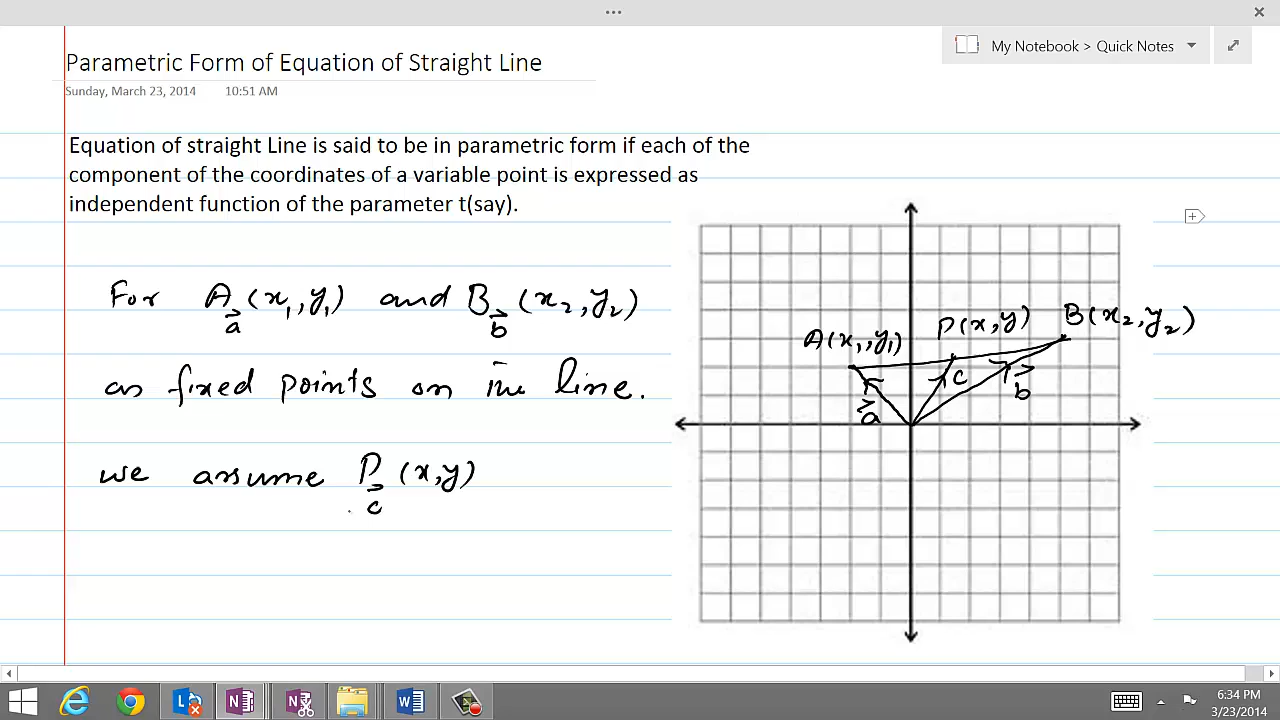 My Notebook > Quick Notes
Parametric Form of Equation of Straight Line
Sunday, March 23, 2014 10:51 AM
Equation of straight Line is said to be in parametric form if each of the
component of the coordinates of a variable point is expressed as
independent function of the parameter t(say).
For A (x₁, y₁) and B (x₂, y₂)
a⃗ b⃗
as fixed points on the line.
we assume P (x, y)
c⃗
A(x₁, y₁) P(x, y) B(x₂, y₂)
a⃗ c b⃗
6:34 PM
3/23/2014